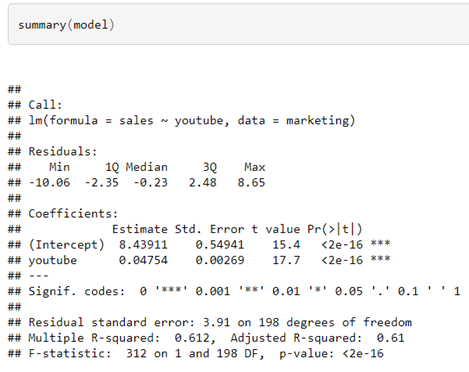 summary(model)
##
## Call:
## lm(formula = sales ~ youtube, data = marketing)
##
## Residuals:
##    Min     1Q Median     3Q    Max
## -10.06  -2.35  -0.23   2.48   8.65
##
## Coefficients:
##             Estimate Std. Error t value Pr(>|t|)
## (Intercept)  8.43911    0.54941    15.4   <2e-16 ***
## youtube      0.04754    0.00269    17.7   <2e-16 ***
## ---
## Signif. codes:  0 '***' 0.001 '**' 0.01 '*' 0.05 '.' 0.1 ' ' 1
##
## Residual standard error: 3.91 on 198 degrees of freedom
## Multiple R-squared:  0.612, Adjusted R-squared:  0.61
## F-statistic:  312 on 1 and 198 DF,  p-value: <2e-16